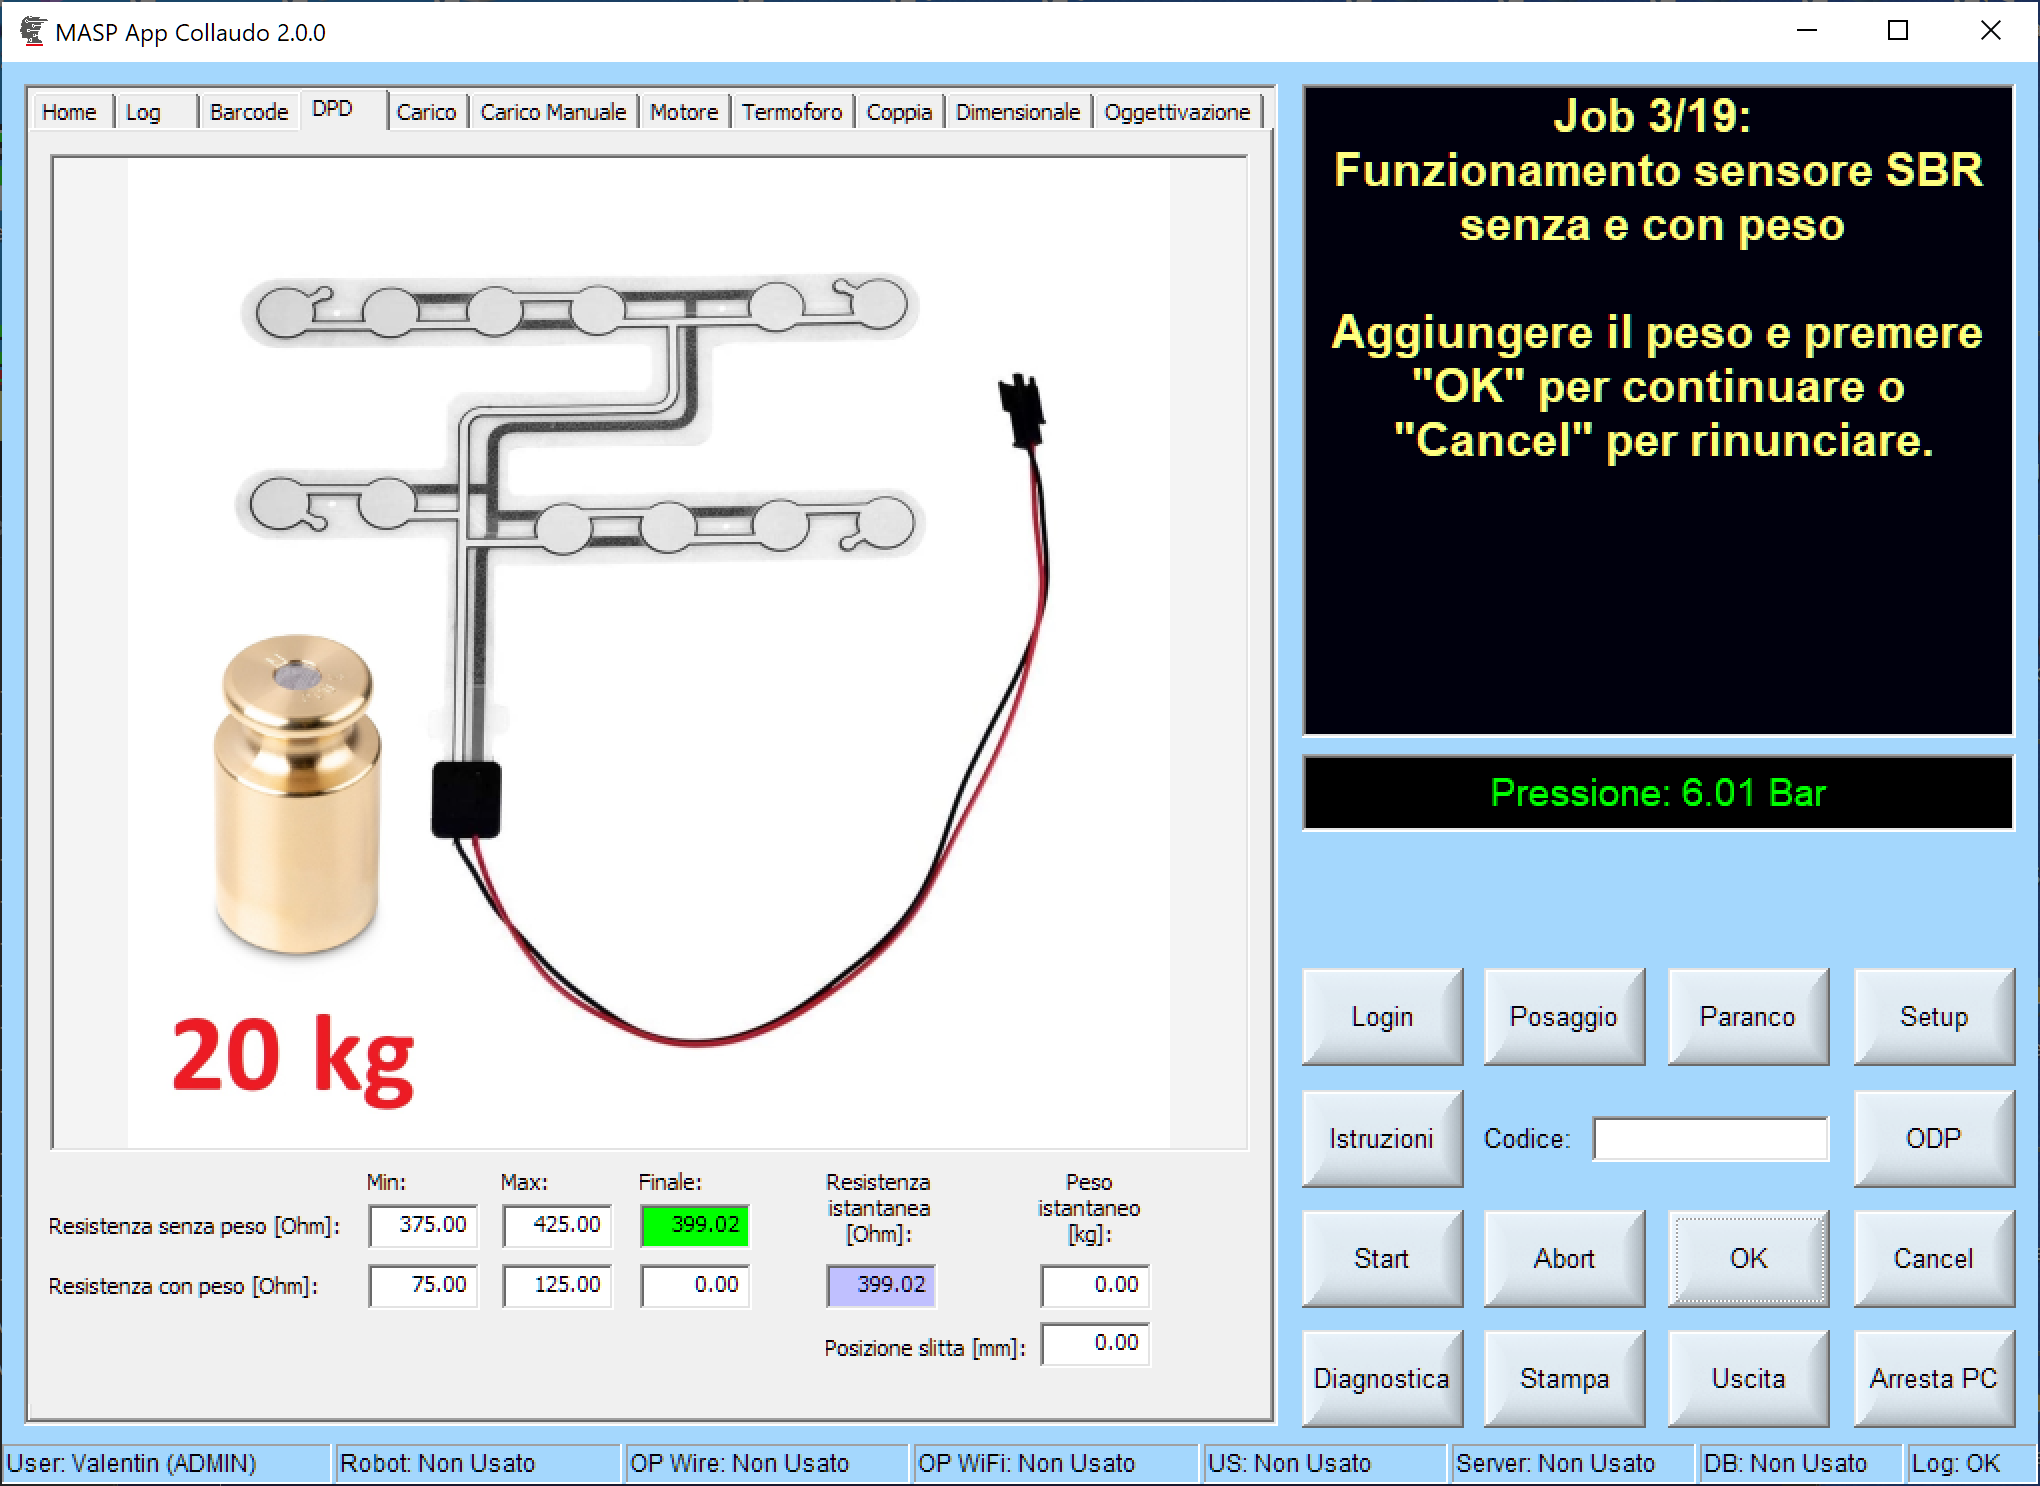 MASP App Collaudo 2.0.0
Home Log Barcode DPD Carico Carico Manuale Motore Termoforo Coppia Dimensionale Oggettivazione
20 kg
Min: Max: Finale: Resistenza istantanea [Ohm]: Peso istantaneo [kg]:
Resistenza senza peso [Ohm]: 375.00 425.00 399.02
Resistenza con peso [Ohm]: 75.00 125.00 0.00 399.02 0.00
Posizione slitta [mm]: 0.00
Job 3/19:
Funzionamento sensore SBR
senza e con peso
Aggiungere il peso e premere
"OK" per continuare o
"Cancel" per rinunciare.
Pressione: 6.01 Bar
Login Posaggio Paranco Setup
Istruzioni Codice: ODP
Start Abort OK Cancel
Diagnostica Stampa Uscita Arresta PC
User: Valentin (ADMIN) Robot: Non Usato OP Wire: Non Usato OP WiFi: Non Usato US: Non Usato Server: Non Usato DB: Non Usato Log: OK